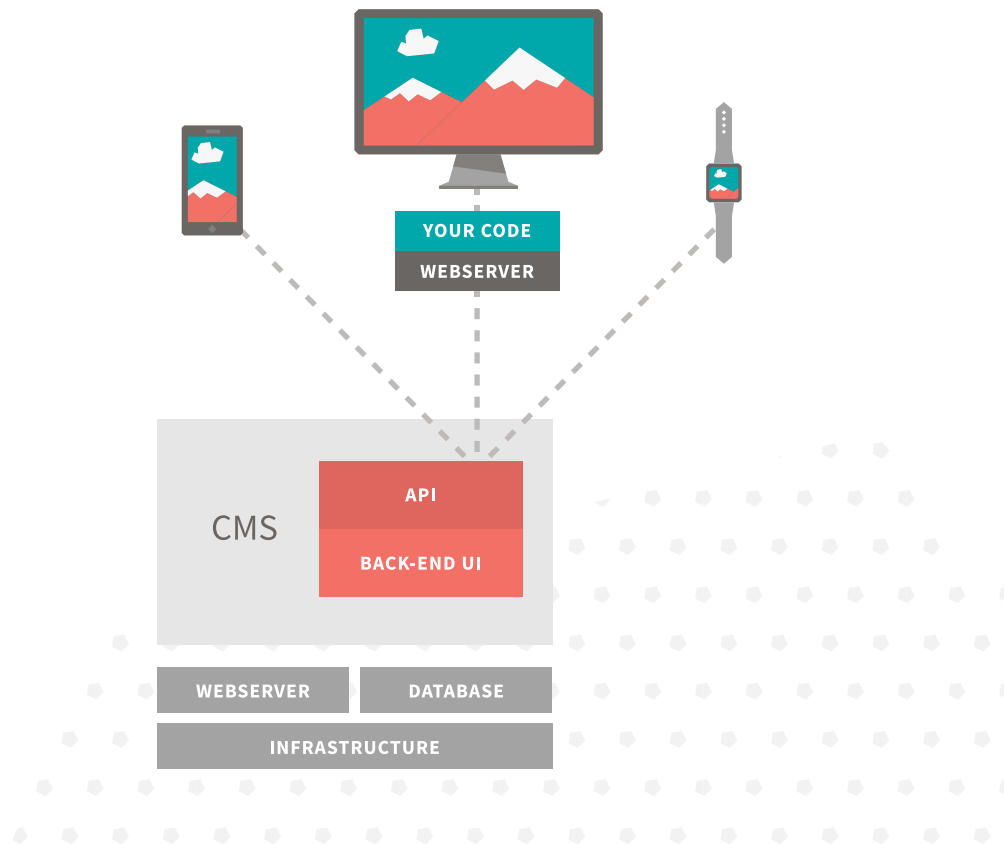 YOUR CODE
WEBSERVER
API
CMS
BACK-END UI
WEBSERVER
DATABASE
INFRASTRUCTURE